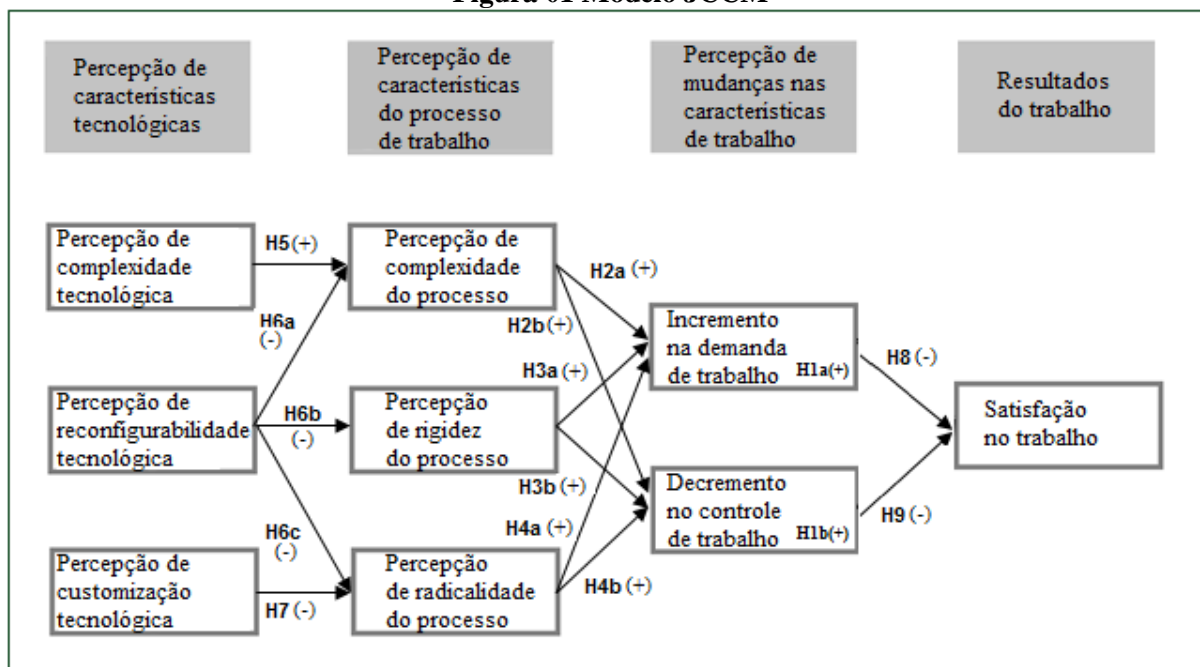 Figura 01 Modelo JCCM
Percepção de
características
tecnológicas
Percepção de
características
do processo
de trabalho
Percepção de
mudanças nas
características
de trabalho
Resultados
do trabalho
Percepção de
complexidade
tecnológica
H5 (+)
Percepção de
complexidade
do processo
H2a (+)
H6a
(-)
H2b (+)
Incremento
na demanda
de trabalho H1a(+)
H3a (+)
H8 (-)
Percepção de
reconfigurabilidade
tecnológica
H6b
(-)
Percepção
de rigidez
do processo
Satisfação
no trabalho
H3b (+)
Decremento
no controle
de trabalho H1b(+)
H9 (-)
H4a (+)
H6c
(-)
Percepção de
customização
tecnológica
H7 (-)
Percepção
de radicalidade
do processo
H4b (+)